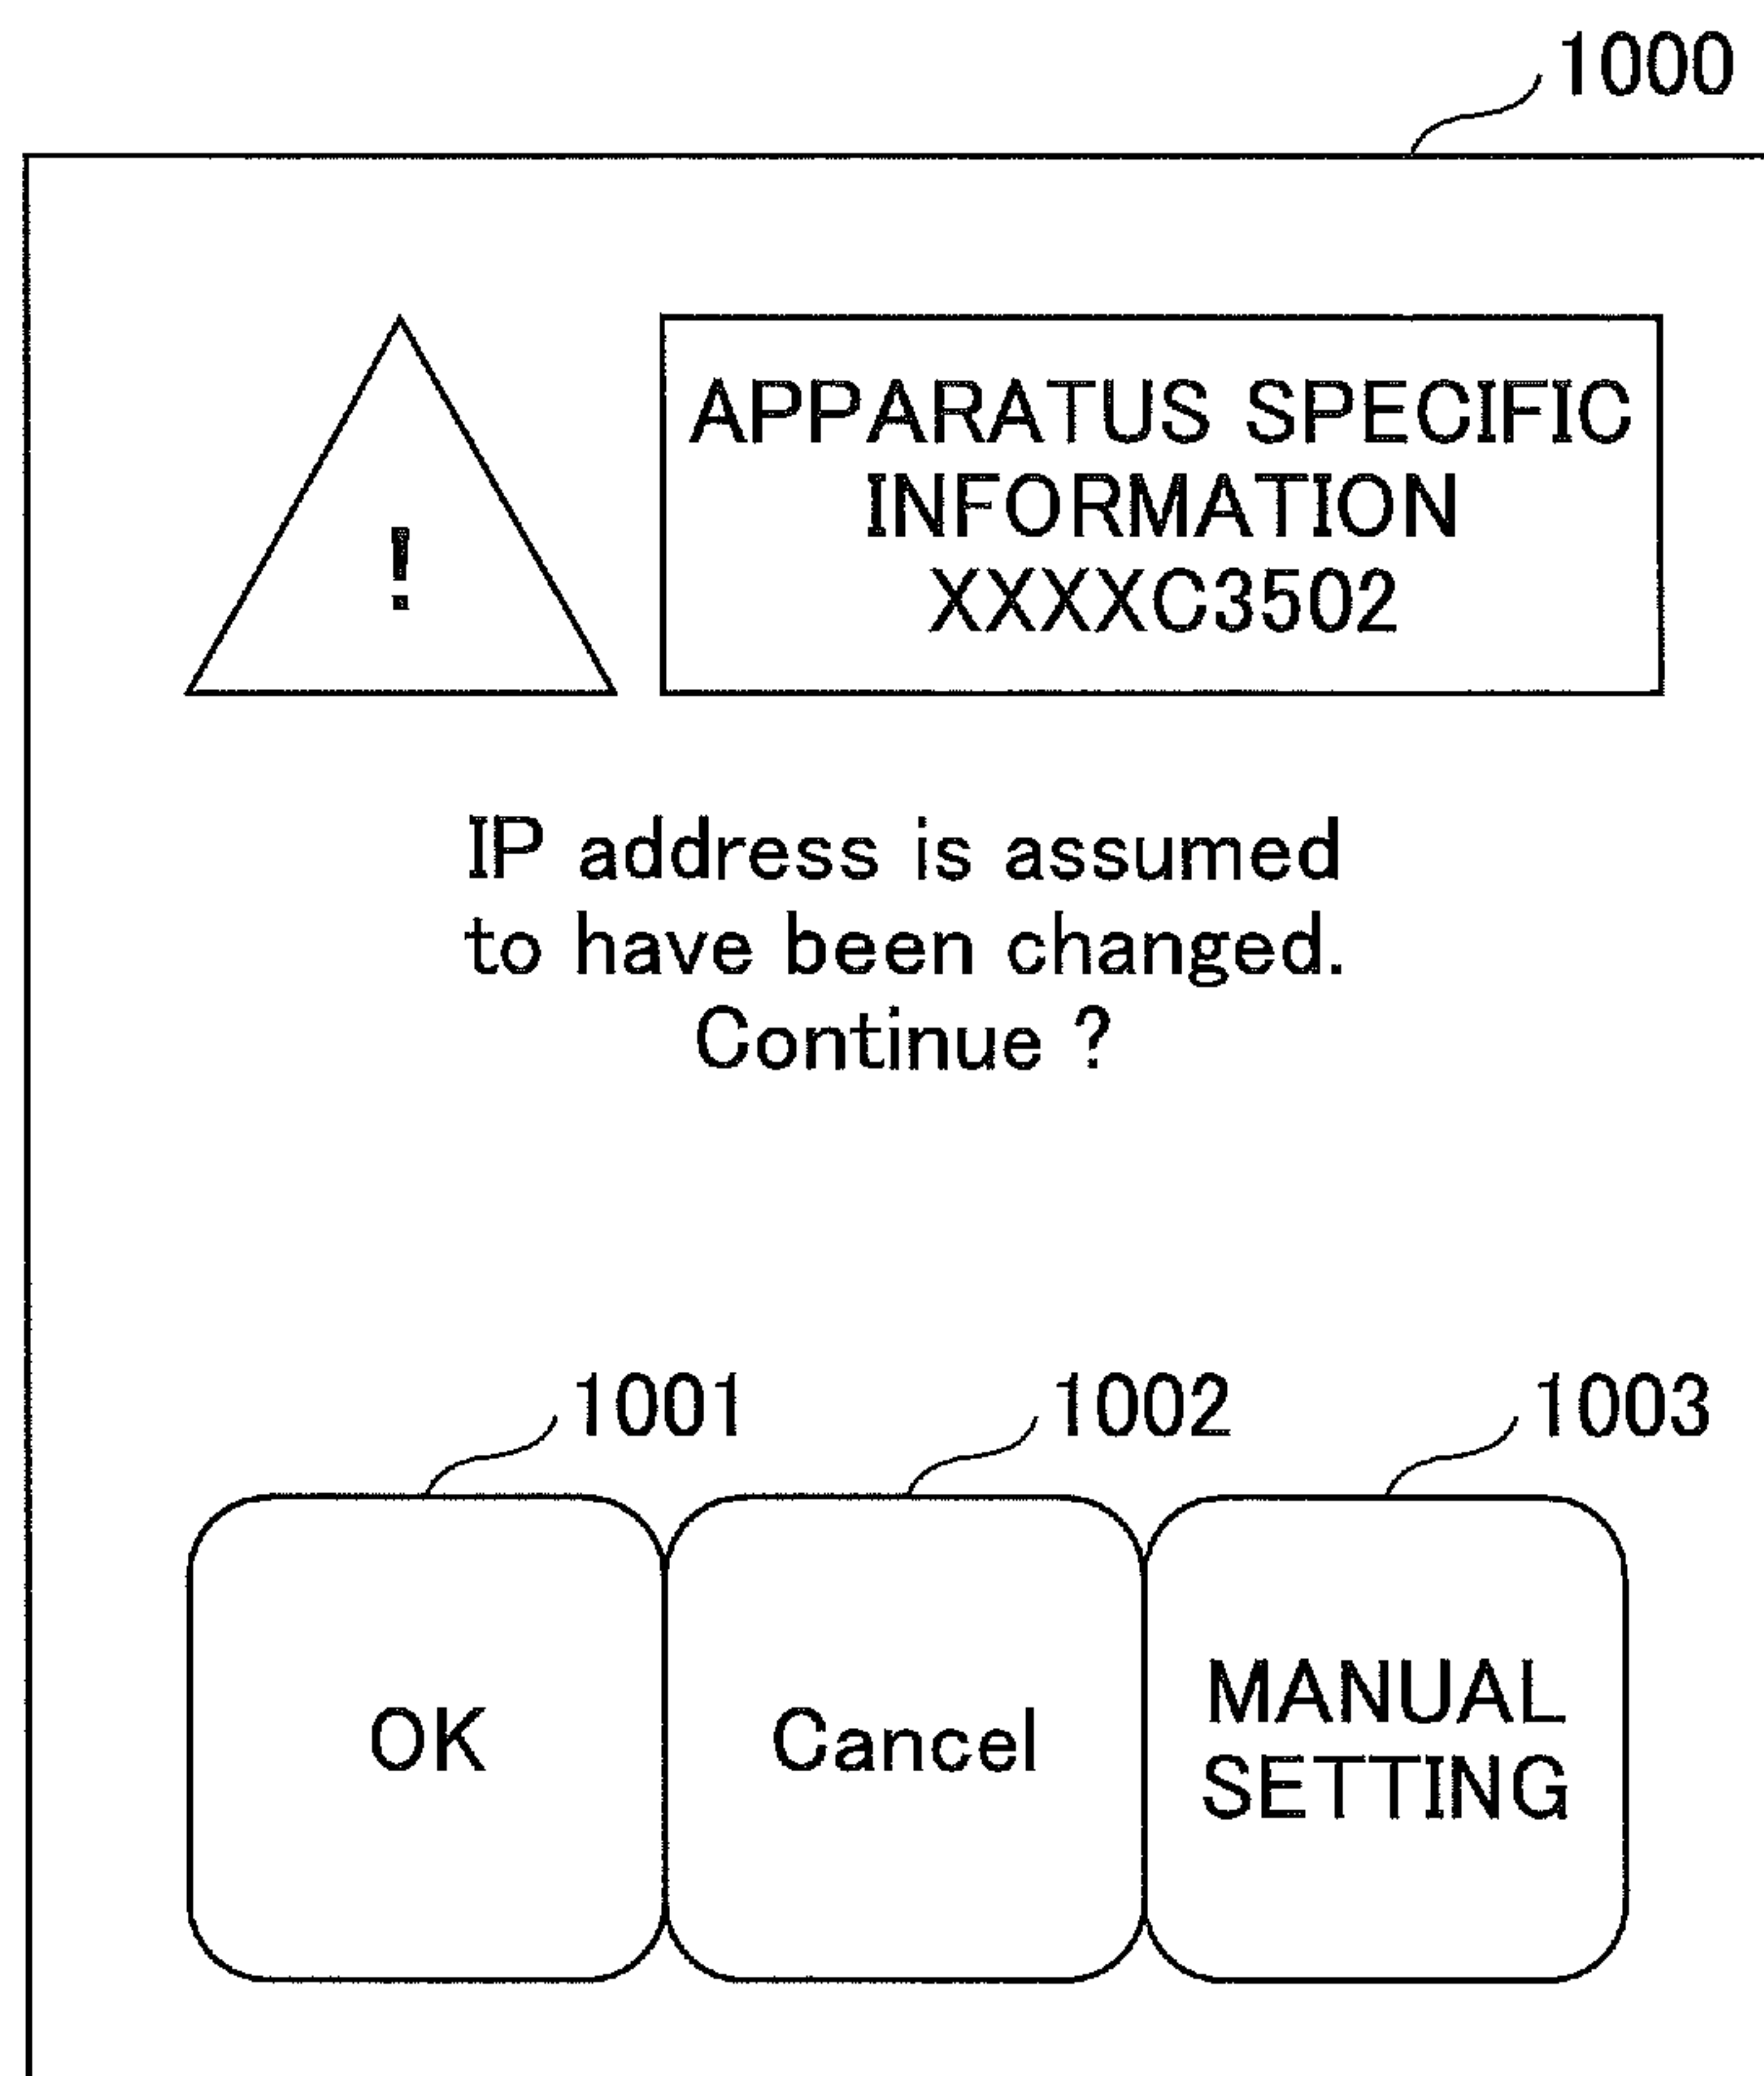 1000
!
APPARATUS SPECIFIC
INFORMATION
XXXXC3502
IP address is assumed
to have been changed.
Continue ?
1001
1002
1003
OK
Cancel
MANUAL
SETTING